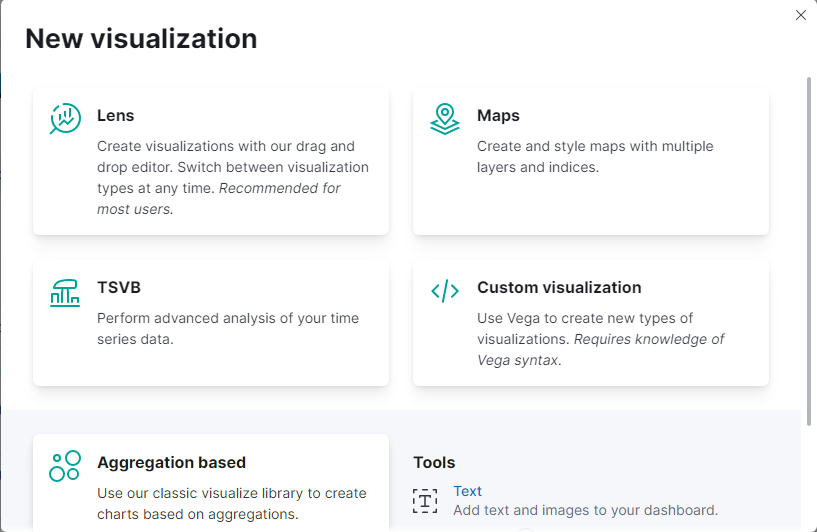 New visualization
Lens
Create visualizations with our drag and
drop editor. Switch between visualization
types at any time. Recommended for
most users.
Maps
Create and style maps with multiple
layers and indices.
TSVB
Perform advanced analysis of your time
series data.
Custom visualization
Use Vega to create new types of
visualizations. Requires knowledge of
Vega syntax.
Aggregation based
Use our classic visualize library to create
charts based on aggregations.
Tools
T
Text
Add text and images to your dashboard.